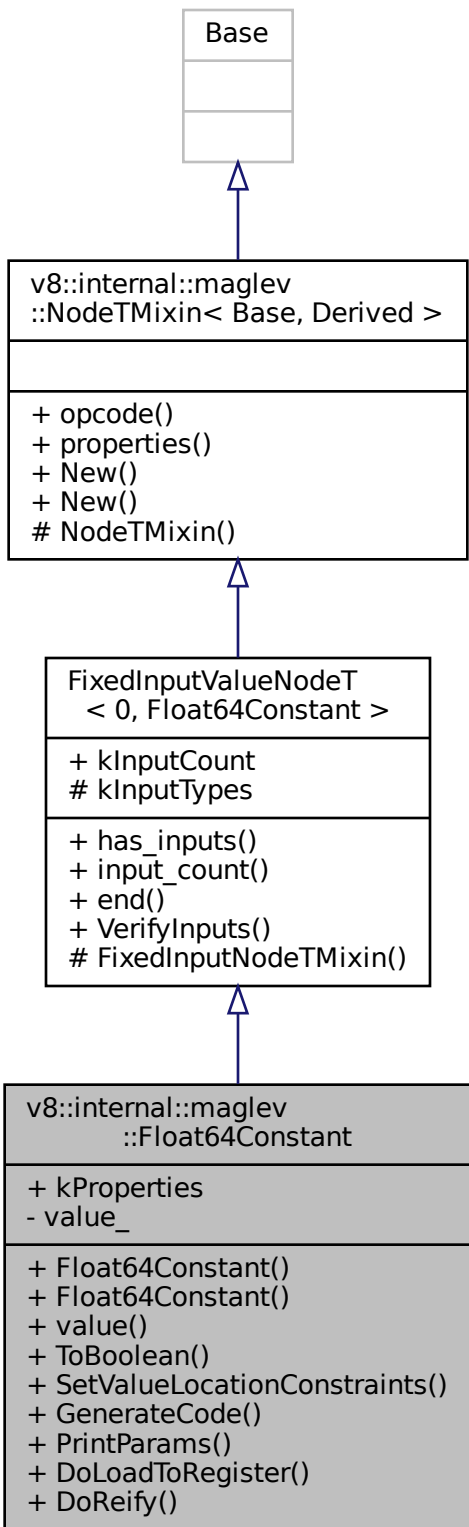 Base
v8::internal::maglev
::NodeTMixin< Base, Derived >
+ opcode()
+ properties()
+ New()
+ New()
# NodeTMixin()
FixedInputValueNodeT
< 0, Float64Constant >
+ kInputCount
# kInputTypes
+ has_inputs()
+ input_count()
+ end()
+ VerifyInputs()
# FixedInputNodeTMixin()
v8::internal::maglev
::Float64Constant
+ kProperties
- value_
+ Float64Constant()
+ Float64Constant()
+ value()
+ ToBoolean()
+ SetValueLocationConstraints()
+ GenerateCode()
+ PrintParams()
+ DoLoadToRegister()
+ DoReify()